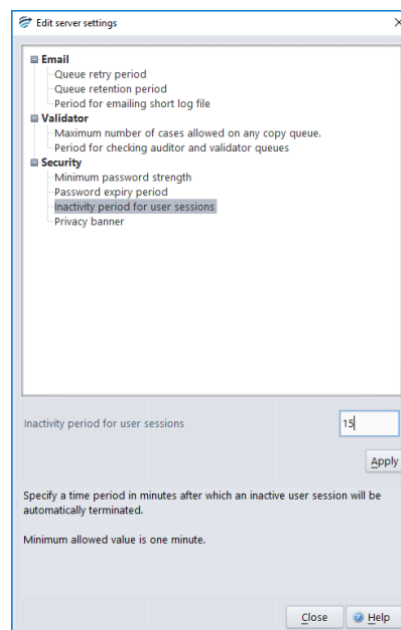 Edit server settings
Email
Queue retry period
Queue retention period
Period for emailing short log file
Validator
Maximum number of cases allowed on any copy queue.
Period for checking auditor and validator queues
Security
Minimum password strength
Password expiry period
Inactivity period for user sessions
Privacy banner
Inactivity period for user sessions 15
Apply
Specify a time period in minutes after which an inactive user session will be
automatically terminated.
Minimum allowed value is one minute.
Close Help